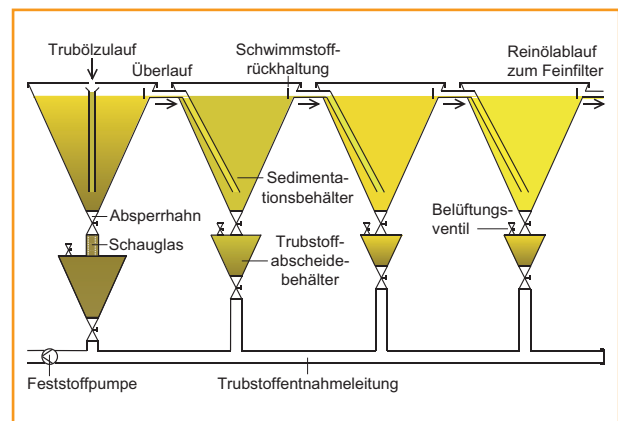 Trubölzulauf
Überlauf
Schwimmstoff-
rückhaltung
Reinölablauf
zum Feinfilter
Sedimenta-
tionsbehälter
Absperrhahn
Schauglas
Trubstoff-
abscheide-
behälter
Belüftungs-
ventil
Feststoffpumpe
Trubstoffentnahmeleitung